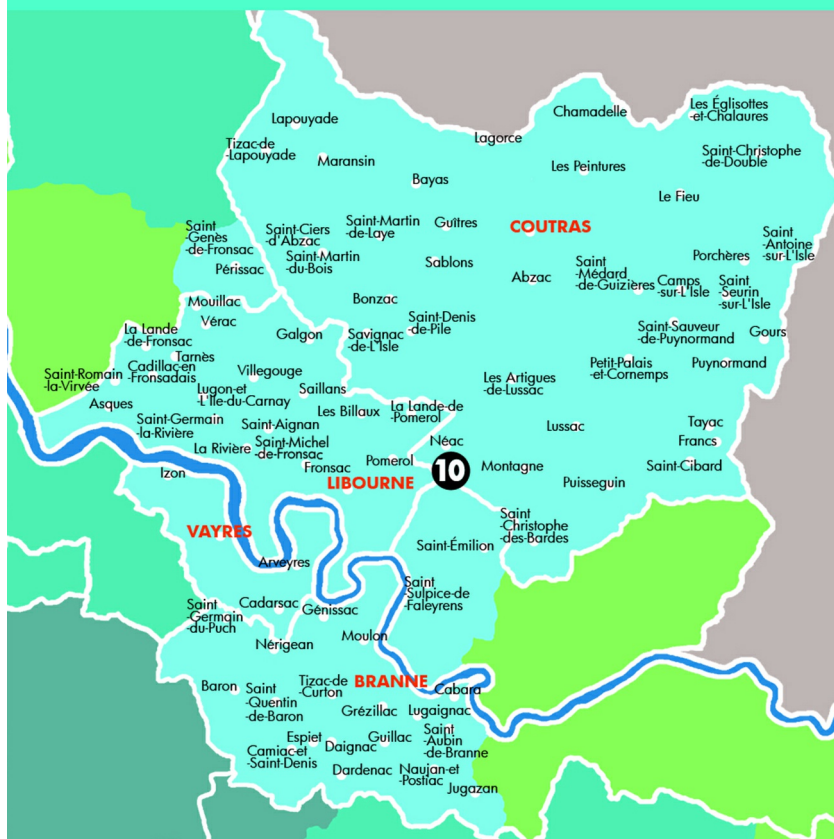 Lapouyade
Chamadelle
Les Églisottes
-et-Chalaures
Tizac-de
-Lapouyade
Maransin
Lagorce
Les Peintures
Saint-Christophe
-de-Double
Bayas
Le Fieu
Saint
-Genès
-de-Fronsac
Saint-Ciers
-d'Abzac
Saint-Martin
-de-Laye
Guîtres
COUTRAS
Saint
-Antoine
-sur-L'Isle
Saint-Martin
-du-Bois
Périssac
Sablons
Abzac
Saint
-Médard
-de-Guizières
Porchères
Camps
-sur-L'Isle
Saint
-Seurin
-sur-L'Isle
Mouillac
Bonzac
Vérac
La Lande
-de-Fronsac
Galgon
Savignac
-de-L'Isle
Saint-Denis
-de-Pile
Saint-Sauveur
-de-Puynormand
Gours
Tarnès
Cadillac-en
-Fronsadais
Saint-Romain
-la-Virvée
Villegouge
Petit-Palais
-et-Cornemps
Puynormand
Lugon-et
-L'Ile-du-Carnay
Saillans
Les Artigues
-de-Lussac
Asques
Les Billaux
La Lande-de
-Pomerol
Saint-Germain
-la-Rivière
Saint-Aignan
Lussac
Tayac
Francs
La Rivière
Saint-Michel
-de-Fronsac
Néac
Fronsac
Pomerol
10
Montagne
Saint-Cibard
Izon
LIBOURNE
Puisseguin
VAYRES
Saint
-Christophe
-des-Bardes
Saint-Émilion
Arveyres
Saint
-Sulpice-de
-Faleyrens
Cadarsac
Génissac
Saint
-Germain
-du-Puch
Nérigean
Moulon
Baron
Saint
-Quentin
-de-Baron
Tizac-de
-Curton
BRANNE
Cabara
Grézillac
Lugaignac
Espiet
Daignac
Guillac
Saint
-Aubin
-de-Branne
Camiac-et
-Saint-Denis
Dardenac
Naujan-et
-Postiac
Jugazan